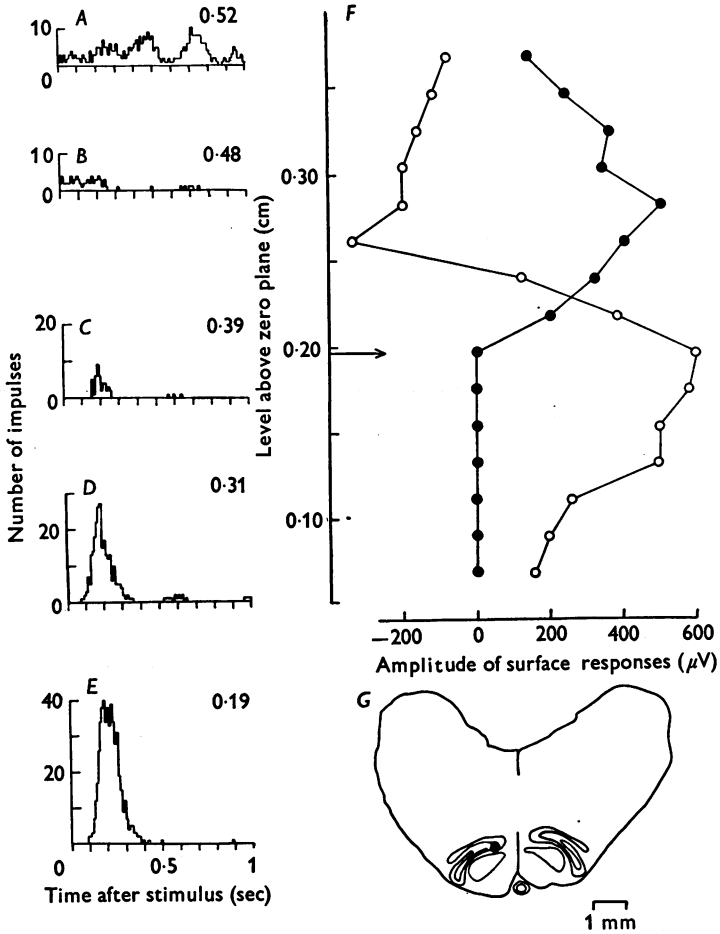 A
0·52
10
0
B
0·48
10
0
C
0·39
20
0
D
0·31
20
0
E
0·19
40
20
0
0
0·5
1
Time after stimulus (sec)
Number of impulses
F
0·30
0·20
0·10
Level above zero plane (cm)
−200
0
200
400
600
Amplitude of surface responses (µV)
G
1 mm